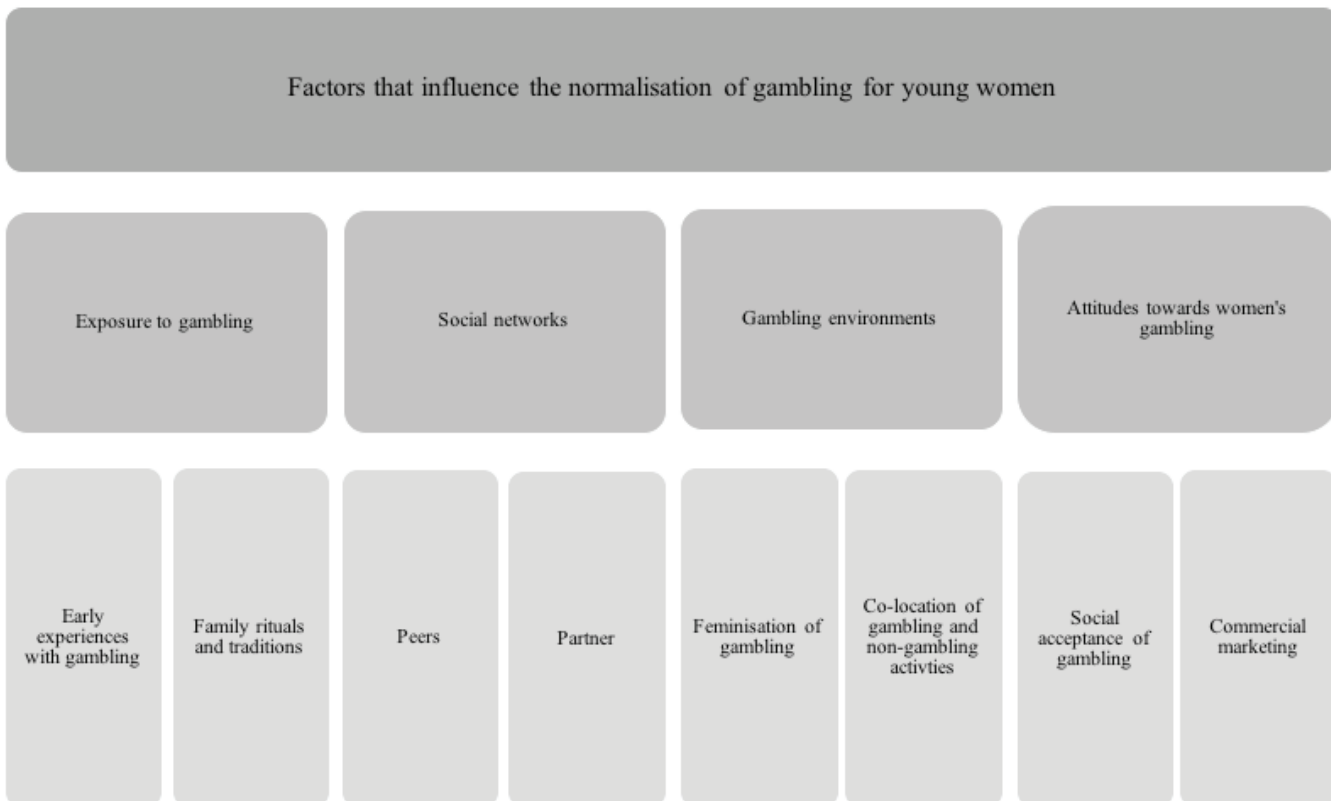 Factors that influence the normalisation of gambling for young women
Exposure to gambling
Social networks
Gambling environments
Attitudes towards women's
gambling
Early
experiences
with gambling
Family rituals
and traditions
Peers
Partner
Feminisation of
gambling
Co-location of
gambling and
non-gambling
activties
Social
acceptance of
gambling
Commercial
marketing